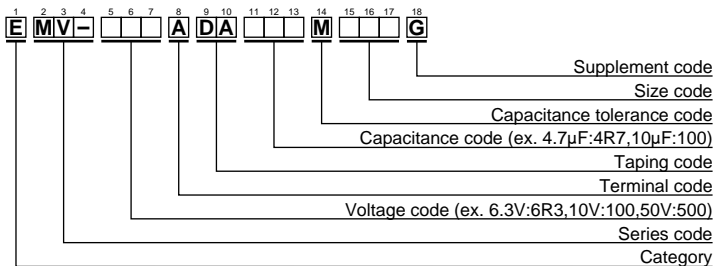 1 2 3 4 5 6 7 8 9 10 11 12 13 14 15 16 17 18
E MV− A DA M G
Supplement code
Size code
Capacitance tolerance code
Capacitance code (ex. 4.7µF:4R7,10µF:100)
Taping code
Terminal code
Voltage code (ex. 6.3V:6R3,10V:100,50V:500)
Series code
Category